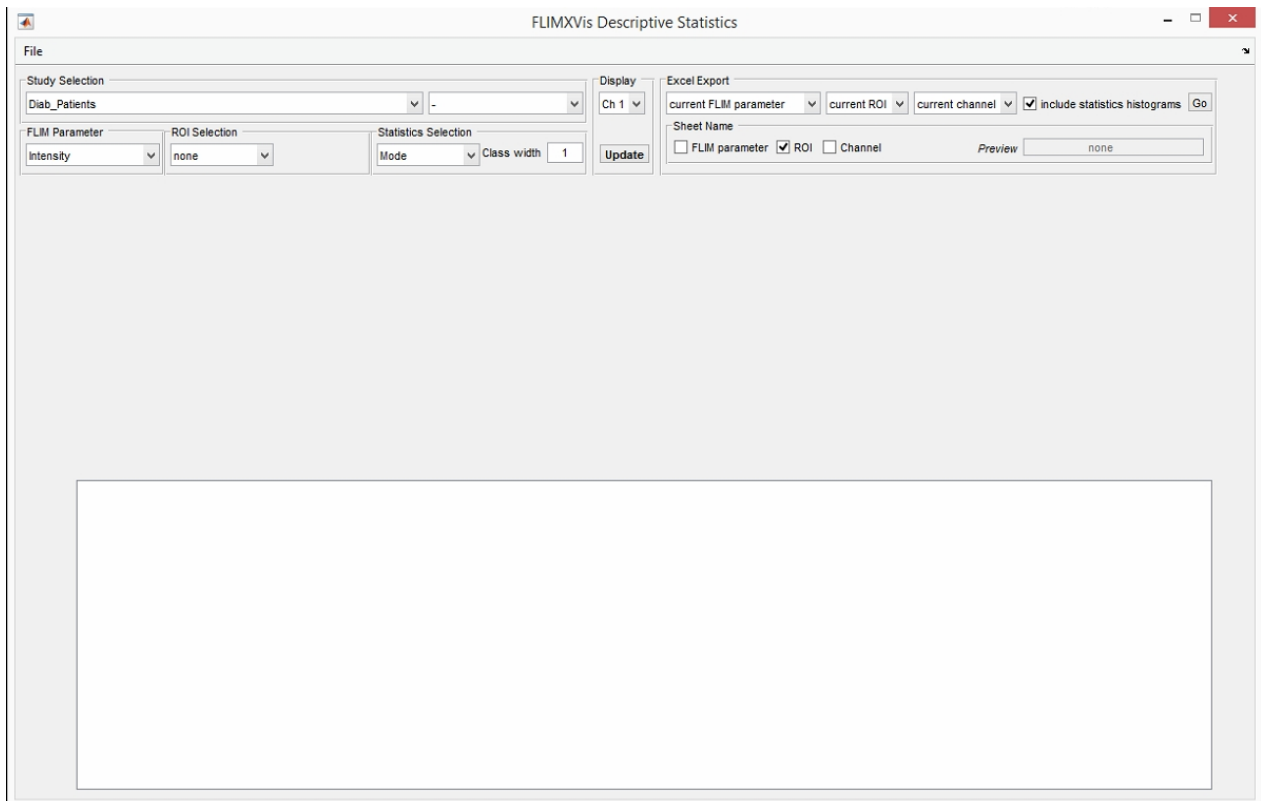 FLIMXVis Descriptive Statistics
File
Study Selection
Diab_Patients
-
Display
Ch 1
Update
Excel Export
current FLIM parameter
current ROI
current channel
include statistics histograms
Go
FLIM Parameter
Intensity
ROI Selection
none
Statistics Selection
Mode
Class width
1
Sheet Name
FLIM parameter
ROI
Channel
Preview
none